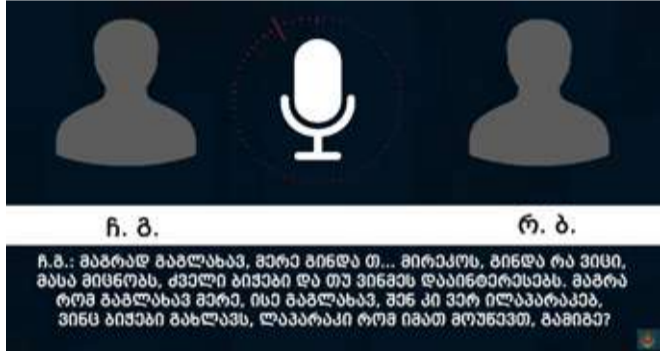 ჩ. გ.
რ. ბ.
ჩ.გ.: მაგრად გაგლახავ, მერე გინდა თ... მირეკოს, გინდა რა ვიცი,
მასა მიცნობს, ძველი ბიჭები და თუ ვინმეს დააინტერესებს. მაგრა
რომ გაგლახავ მერე, ისე გაგლახავ, შენ კი ვერ ილაპარაკებ,
ვინც ბიჭები გახლავს, ლაპარაკი რომ იმათ მოუწევთ, გამიგე?